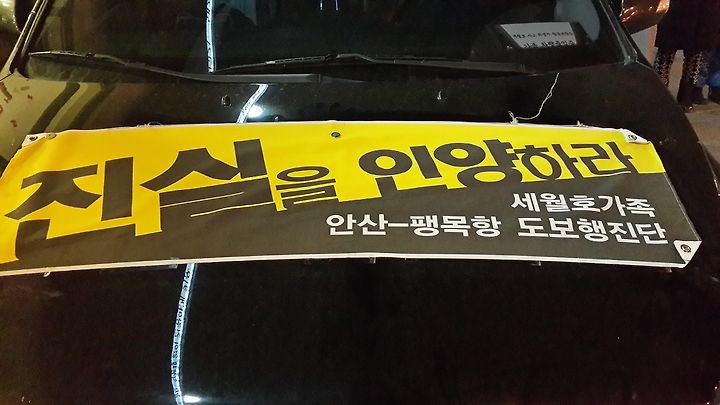 진실을 인양하라
세월호가족
안산-팽목항 도보행진단